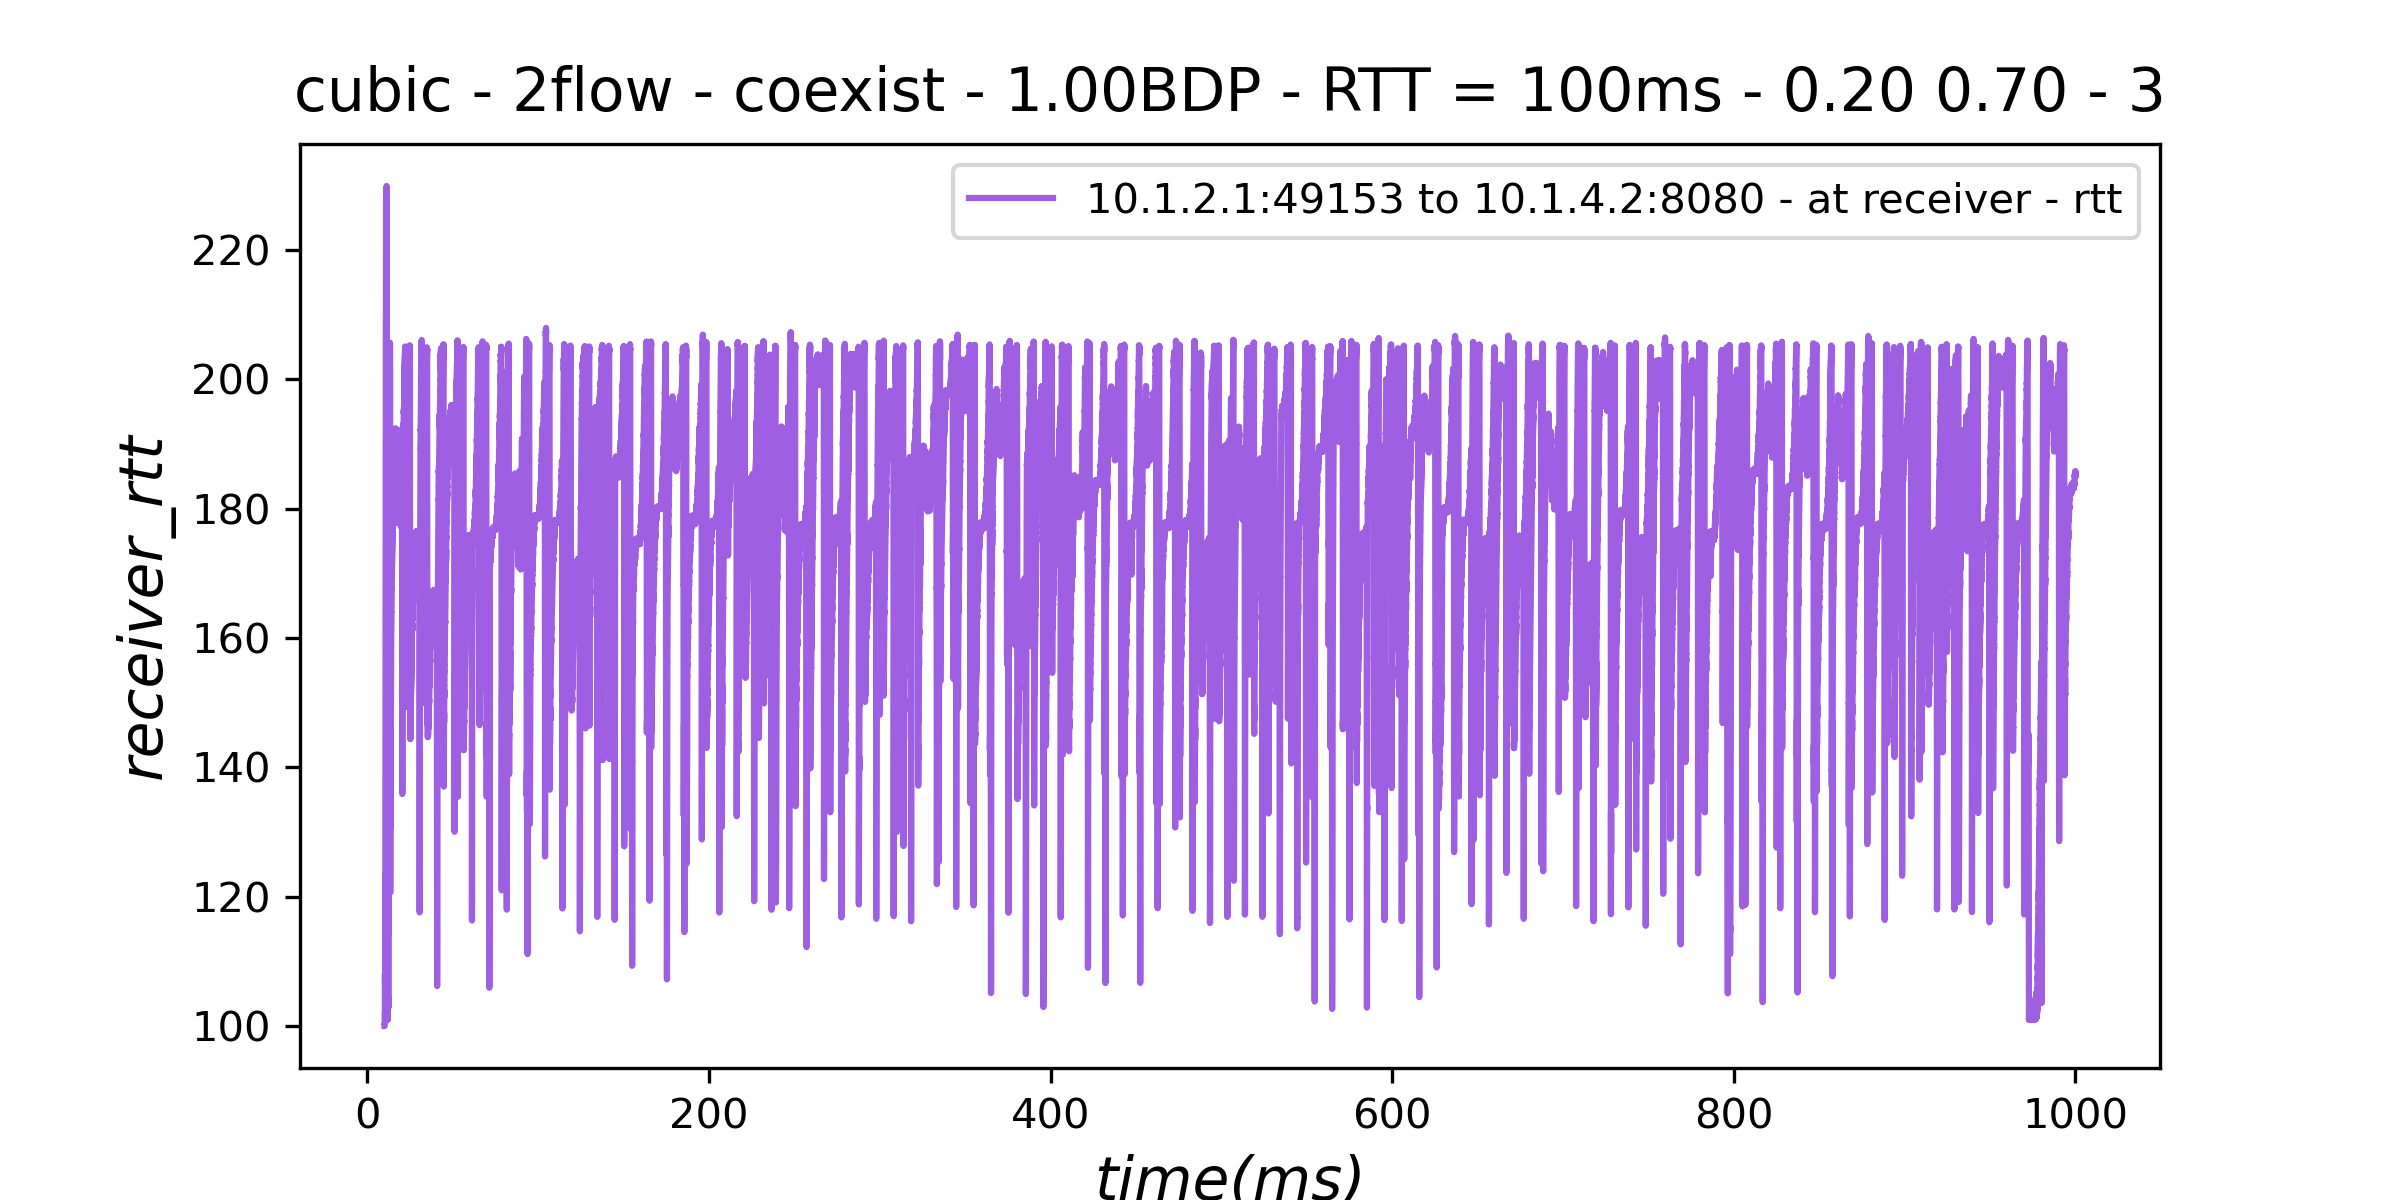 cubic - 2flow - coexist - 1.00BDP - RTT = 100ms - 0.20 0.70 - 3
10.1.2.1:49153 to 10.1.4.2:8080 - at receiver - rtt
receiver_rtt
220
200
180
160
140
120
100
0 200 400 600 800 1000
time(ms)